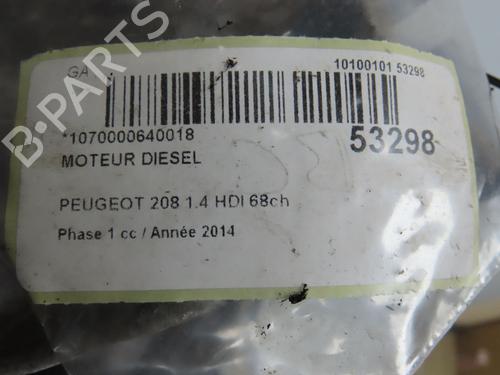 GA
10100101 53298
*1070000640018
53298
MOTEUR DIESEL
PEUGEOT 208 1.4 HDI 68ch
Phase 1 cc / Année 2014
B-PARTS